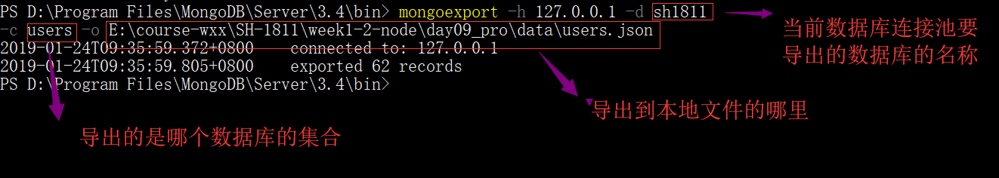 PS D:\Program Files\MongoDB\Server\3.4\bin> mongoexport -h 127.0.0.1 -d sh1811
-c users -o E:\course-wxx\SH-1811\week1-2-node\day09_pro\data\users.json
2019-01-24T09:35:59.372+0800    connected to: 127.0.0.1
2019-01-24T09:35:59.805+0800    exported 62 records
PS D:\Program Files\MongoDB\Server\3.4\bin>
当前数据库连接池要
导出的数据库的名称
导出到本地文件的哪里
导出的是哪个数据库的集合